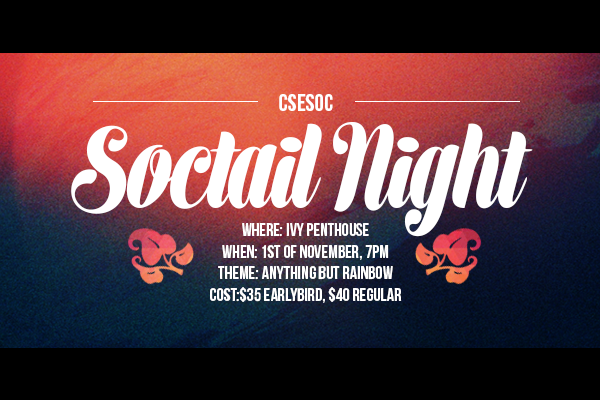 CSESOC
Soctail Night
WHERE: IVY PENTHOUSE
WHEN: 1ST OF NOVEMBER, 7PM
THEME: ANYTHING BUT RAINBOW
COST:$35 EARLYBIRD, $40 REGULAR